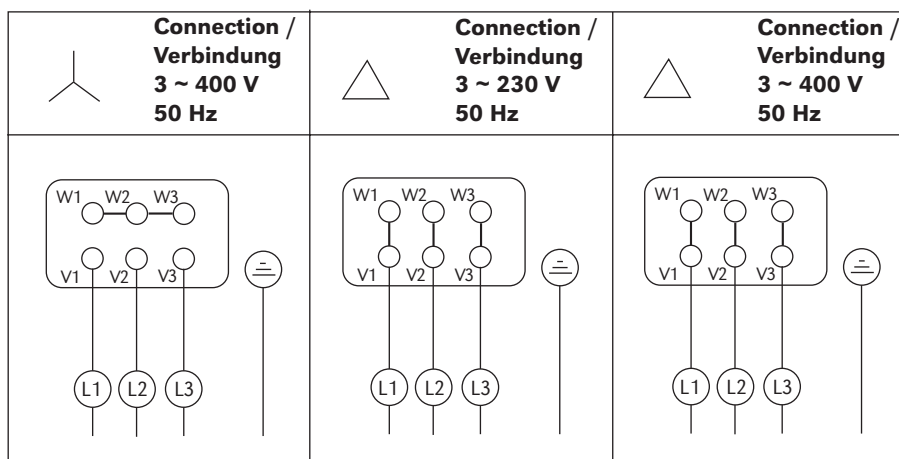 Connection /
Verbindung
3 ~ 400 V
50 Hz
Connection /
Verbindung
3 ~ 230 V
50 Hz
Connection /
Verbindung
3 ~ 400 V
50 Hz
W1 W2 W3
V1 V2 V3
L1 L2 L3
W1 W2 W3
V1 V2 V3
L1 L2 L3
W1 W2 W3
V1 V2 V3
L1 L2 L3